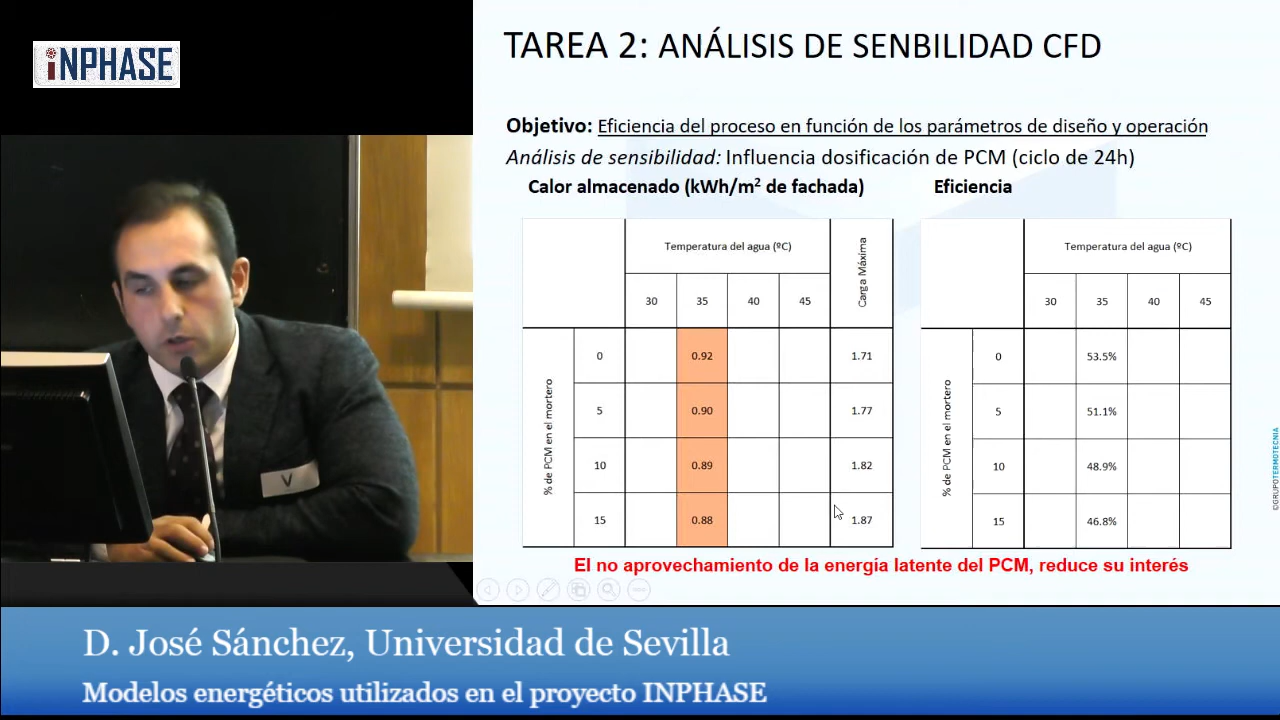 iNPHASE
TAREA 2: ANÁLISIS DE SENBILIDAD CFD
Objetivo: Eficiencia del proceso en función de los parámetros de diseño y operación
Análisis de sensibilidad: Influencia dosificación de PCM (ciclo de 24h)
Calor almacenado (kWh/m² de fachada)
Temperatura del agua (ºC)
Carga Máxima
30 35 40 45
% de PCM en el mortero
0 0.92 1.71
5 0.90 1.77
10 0.89 1.82
15 0.88 1.87
Eficiencia
Temperatura del agua (ºC)
30 35 40 45
% de PCM en el mortero
0 53.5%
5 51.1%
10 48.9%
15 46.8%
El no aprovechamiento de la energía latente del PCM, reduce su interés
©GRUPOTERMOTECNIA
V
D. José Sánchez, Universidad de Sevilla
Modelos energéticos utilizados en el proyecto INPHASE